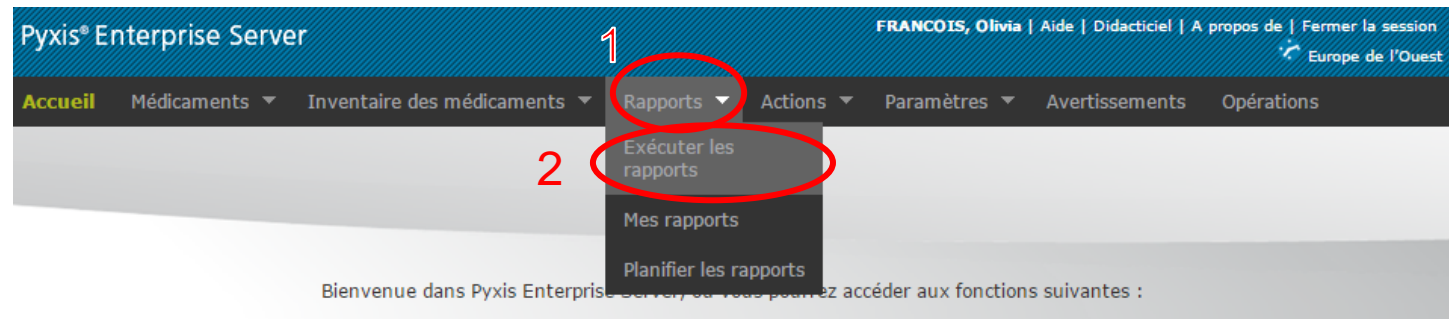 Pyxis® Enterprise Server
1
FRANCOIS, Olivia | Aide | Didacticiel | A propos de | Fermer la session
Europe de l'Ouest
Accueil Médicaments Inventaire des médicaments Rapports Actions Paramètres Avertissements Opérations
2
Exécuter les
rapports
Mes rapports
Planifier les rapports
Bienvenue dans Pyxis Enterprise Server, où vous pourrez accéder aux fonctions suivantes :